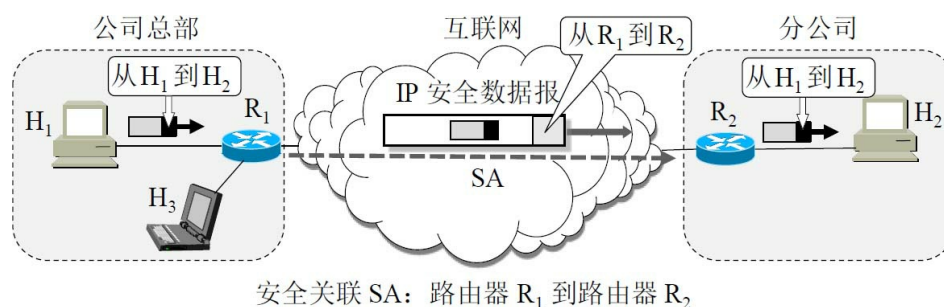 公司总部
互联网
分公司
从R₁到R₂
从H₁到H₂
从H₁到H₂
IP 安全数据报
H₁
R₁
R₂
H₂
SA
H₃
安全关联 SA：路由器 R₁ 到路由器 R₂